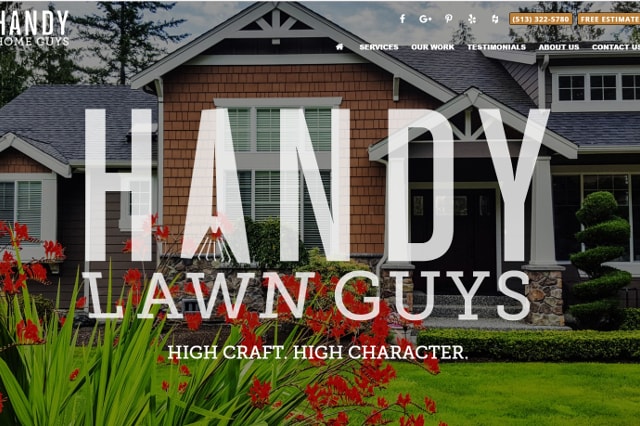 HANDY
HOME GUYS
(513) 322-5780 FREE ESTIMATE
SERVICES OUR WORK TESTIMONIALS ABOUT US CONTACT US
HANDY
LAWN GUYS
HIGH CRAFT. HIGH CHARACTER.